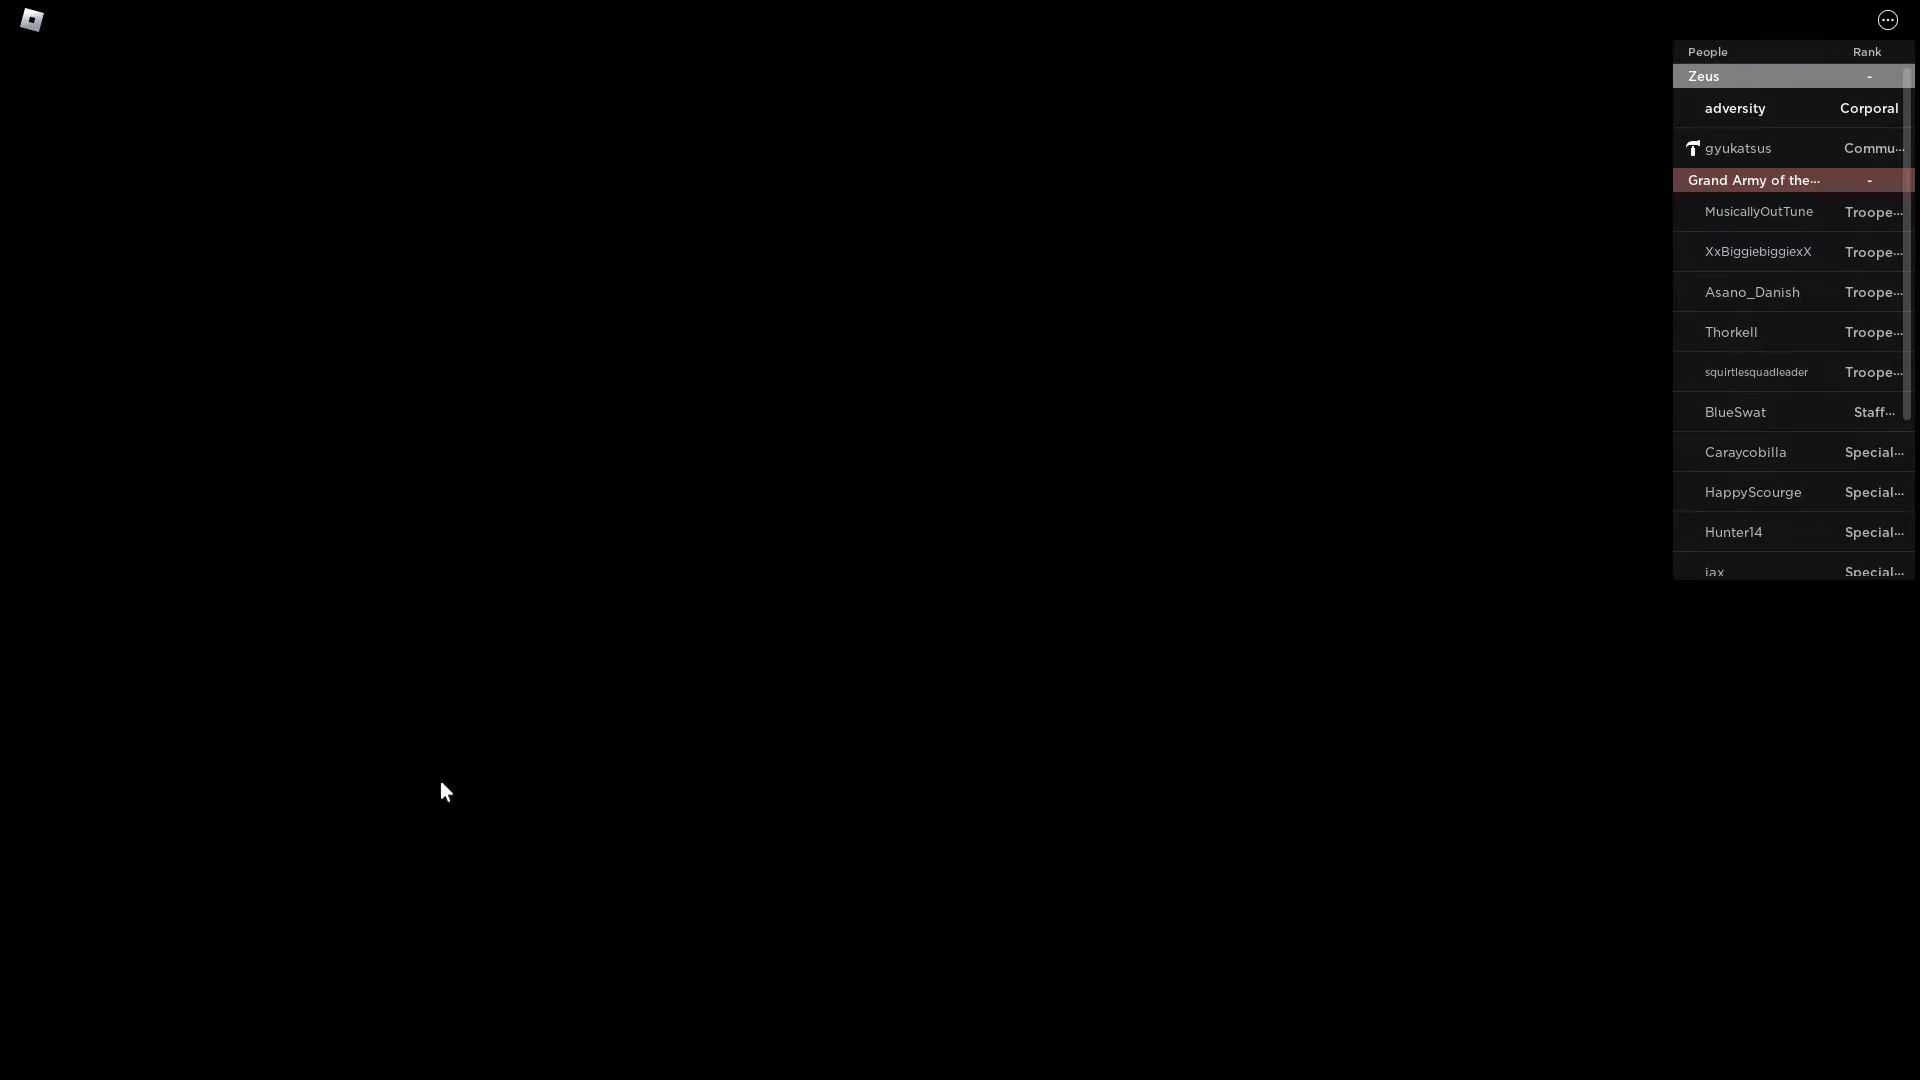 People Rank
Zeus -
adversity Corporal
gyukatsus Commu...
Grand Army of the... -
MusicallyOutTune Troope...
XxBiggiebiggiexX Troope...
Asano_Danish Troope...
Thorkell Troope...
squirtlesquadleader Troope...
BlueSwat Staff...
Caraycobilla Special...
HappyScourge Special...
Hunter14 Special...
jax Special...